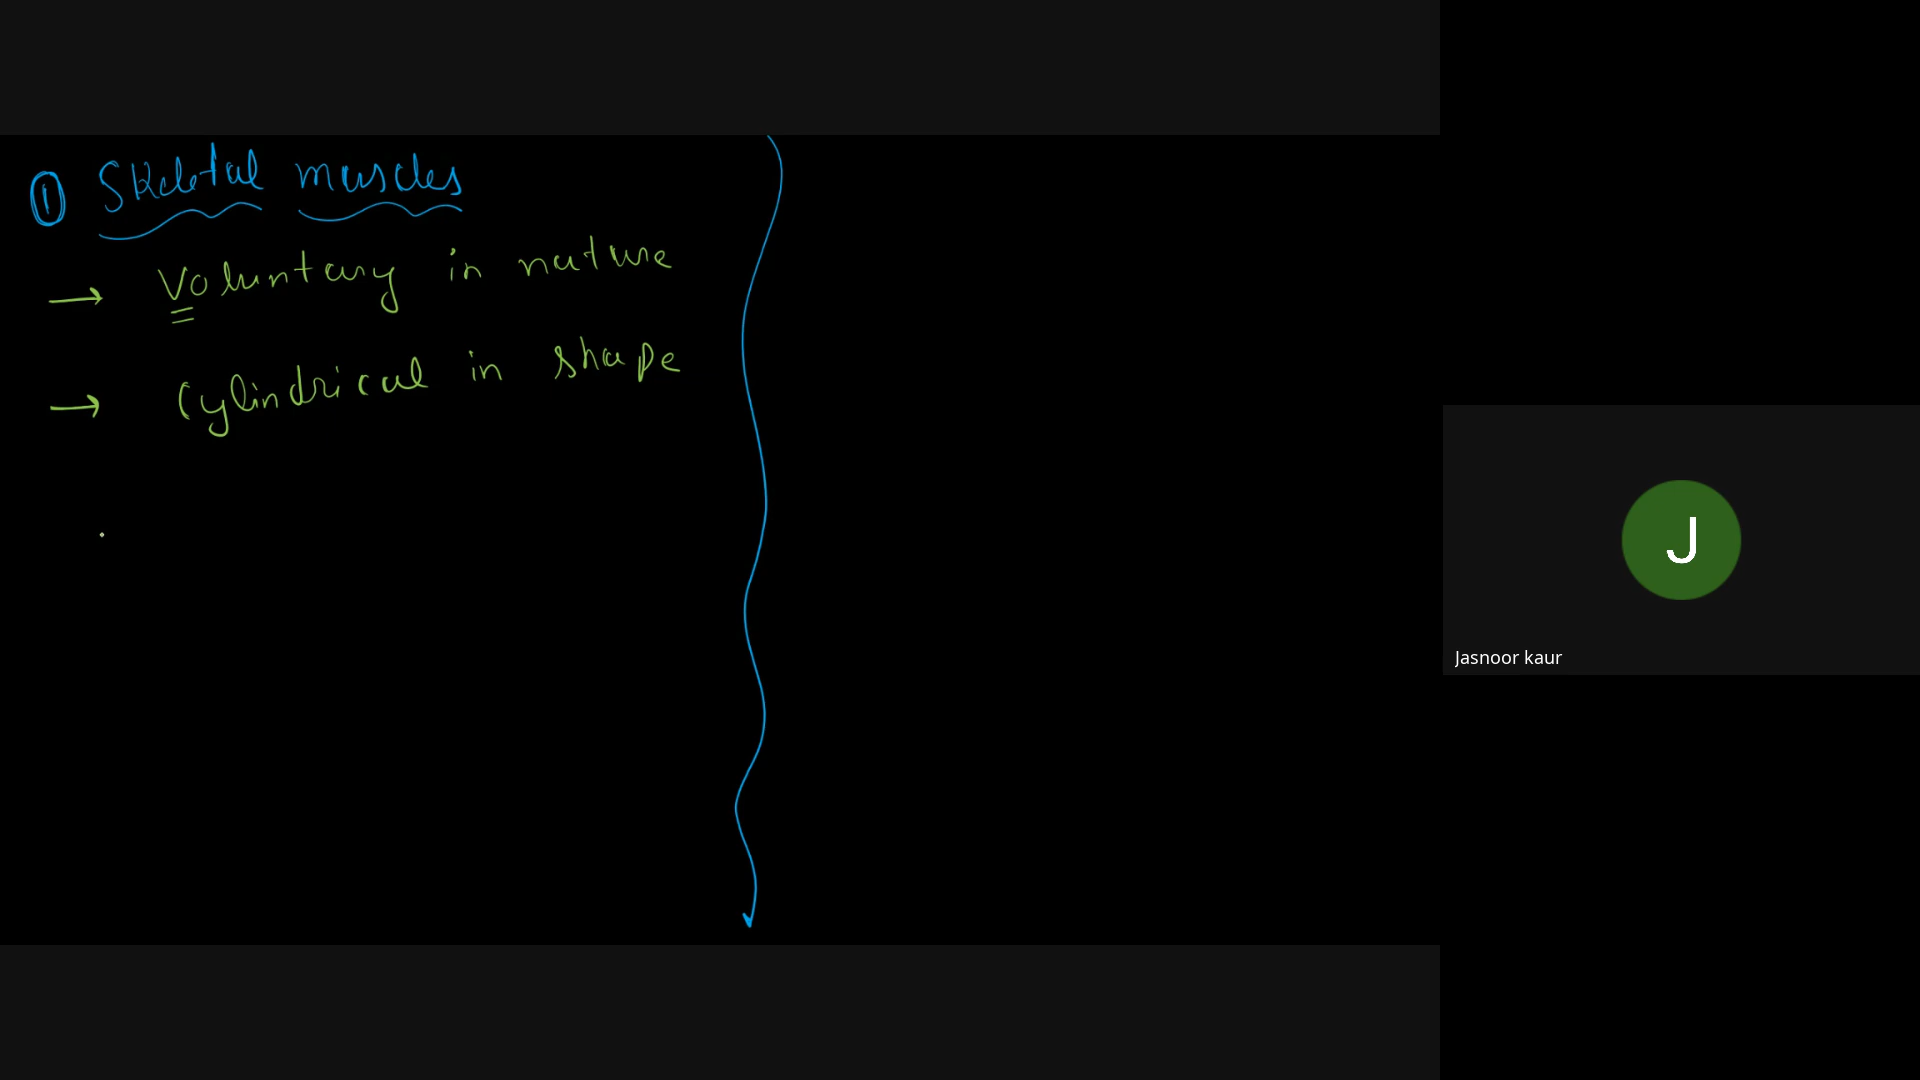 ① Skeletal muscles
→ Voluntary in nature
→ Cylindrical in shape
J
Jasnoor kaur